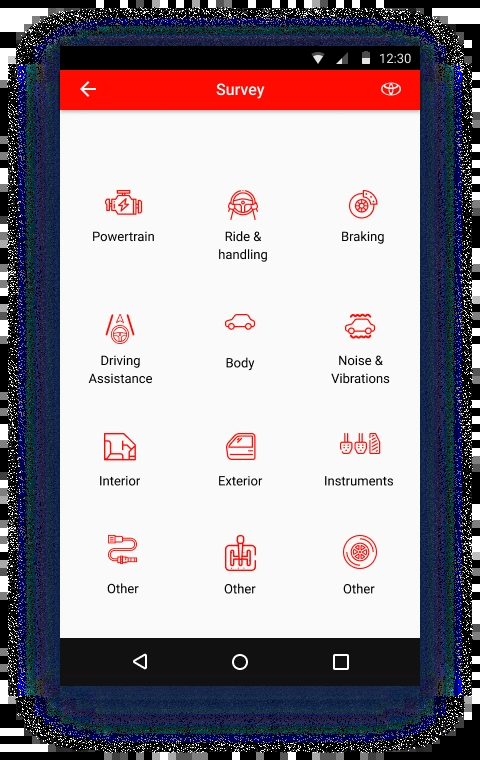 12:30
Survey
Powertrain
Ride &
handling
Braking
Driving
Assistance
Body
Noise &
Vibrations
Interior
Exterior
Instruments
Other
Other
Other